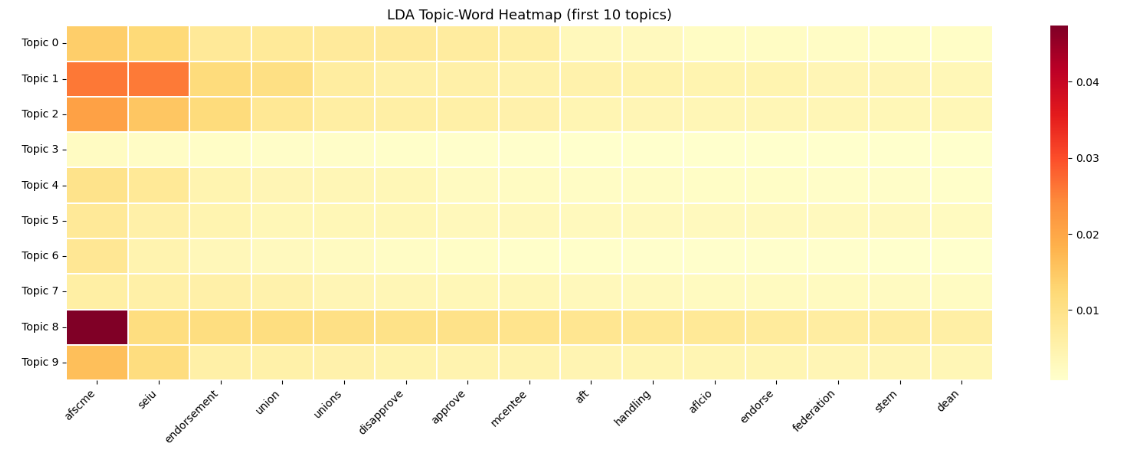 LDA Topic-Word Heatmap (first 10 topics)
Topic 0
Topic 1
Topic 2
Topic 3
Topic 4
Topic 5
Topic 6
Topic 7
Topic 8
Topic 9
afscme
seiu
endorsement
union
unions
disapprove
approve
mcentee
aft
handling
aflcio
endorse
federation
stern
dean
0.04
0.03
0.02
0.01